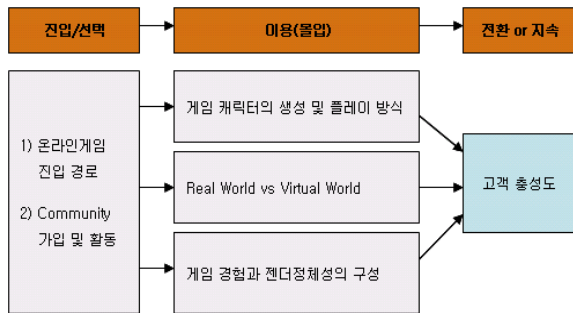 진입/선택
이용(몰입)
전환 or 지속
1) 온라인게임
진입 경로
2) Community
가입 및 활동
게임 캐릭터의 생성 및 플레이 방식
Real World vs Virtual World
게임 경험과 젠더정체성의 구성
고객 충성도